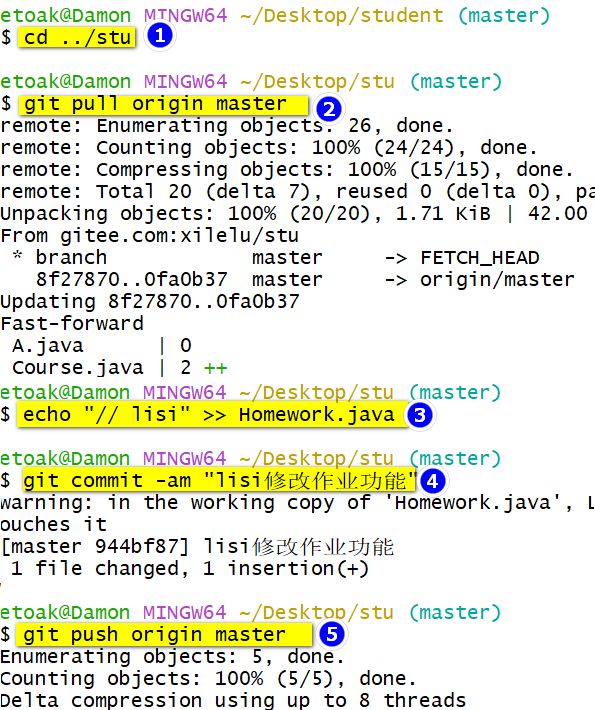 etoak@Damon MINGW64 ~/Desktop/student (master)
$ cd ../stu 1
etoak@Damon MINGW64 ~/Desktop/stu (master)
$ git pull origin master 2
remote: Enumerating objects: 26, done.
remote: Counting objects: 100% (24/24), done.
remote: Compressing objects: 100% (15/15), done.
remote: Total 20 (delta 7), reused 0 (delta 0), pa
Unpacking objects: 100% (20/20), 1.71 KiB | 42.00
From gitee.com:xilelu/stu
 * branch            master     -> FETCH_HEAD
   8f27870..0fa0b37  master     -> origin/master
Updating 8f27870..0fa0b37
Fast-forward
 A.java      | 0
 Course.java | 2 ++
etoak@Damon MINGW64 ~/Desktop/stu (master)
$ echo "// lisi" >> Homework.java 3
etoak@Damon MINGW64 ~/Desktop/stu (master)
$ git commit -am "lisi修改作业功能" 4
warning: in the working copy of 'Homework.java', L
ouches it
[master 944bf87] lisi修改作业功能
 1 file changed, 1 insertion(+)
etoak@Damon MINGW64 ~/Desktop/stu (master)
$ git push origin master 5
Enumerating objects: 5, done.
Counting objects: 100% (5/5), done.
Delta compression using up to 8 threads